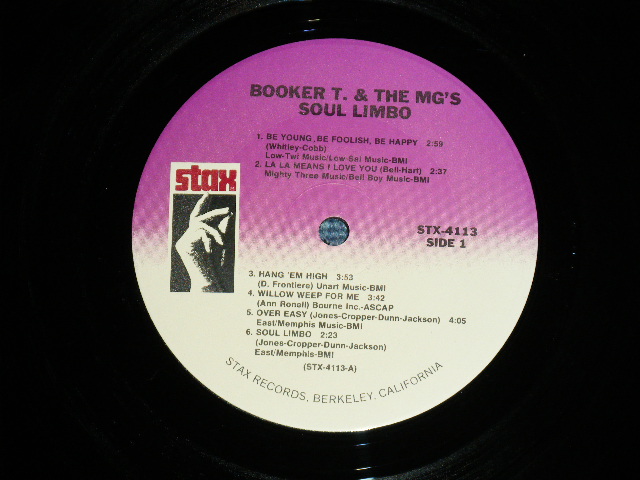 BOOKER T. & THE MG'S
SOUL LIMBO
1. BE YOUNG, BE FOOLISH, BE HAPPY 2:59
(Whitley-Cobb)
Low-Twi Music/Low-Sal Music-BMI
2. LA LA MEANS I LOVE YOU (Bell-Hart) 2:37
Mighty Three Music/Bell Boy Music-BMI
stax
STX-4113
SIDE 1
3. HANG 'EM HIGH 3:53
(D. Frontiere) Unart Music-BMI
4. WILLOW WEEP FOR ME 3:42
(Ann Ronall) Bourne Inc.-ASCAP
5. OVER EASY (Jones-Cropper-Dunn-Jackson) 4:05
East/Memphis Music-BMI
6. SOUL LIMBO 2:23
(Jones-Cropper-Dunn-Jackson)
East/Memphis-BMI
(STX-4113-A)
STAX RECORDS, BERKELEY, CALIFORNIA